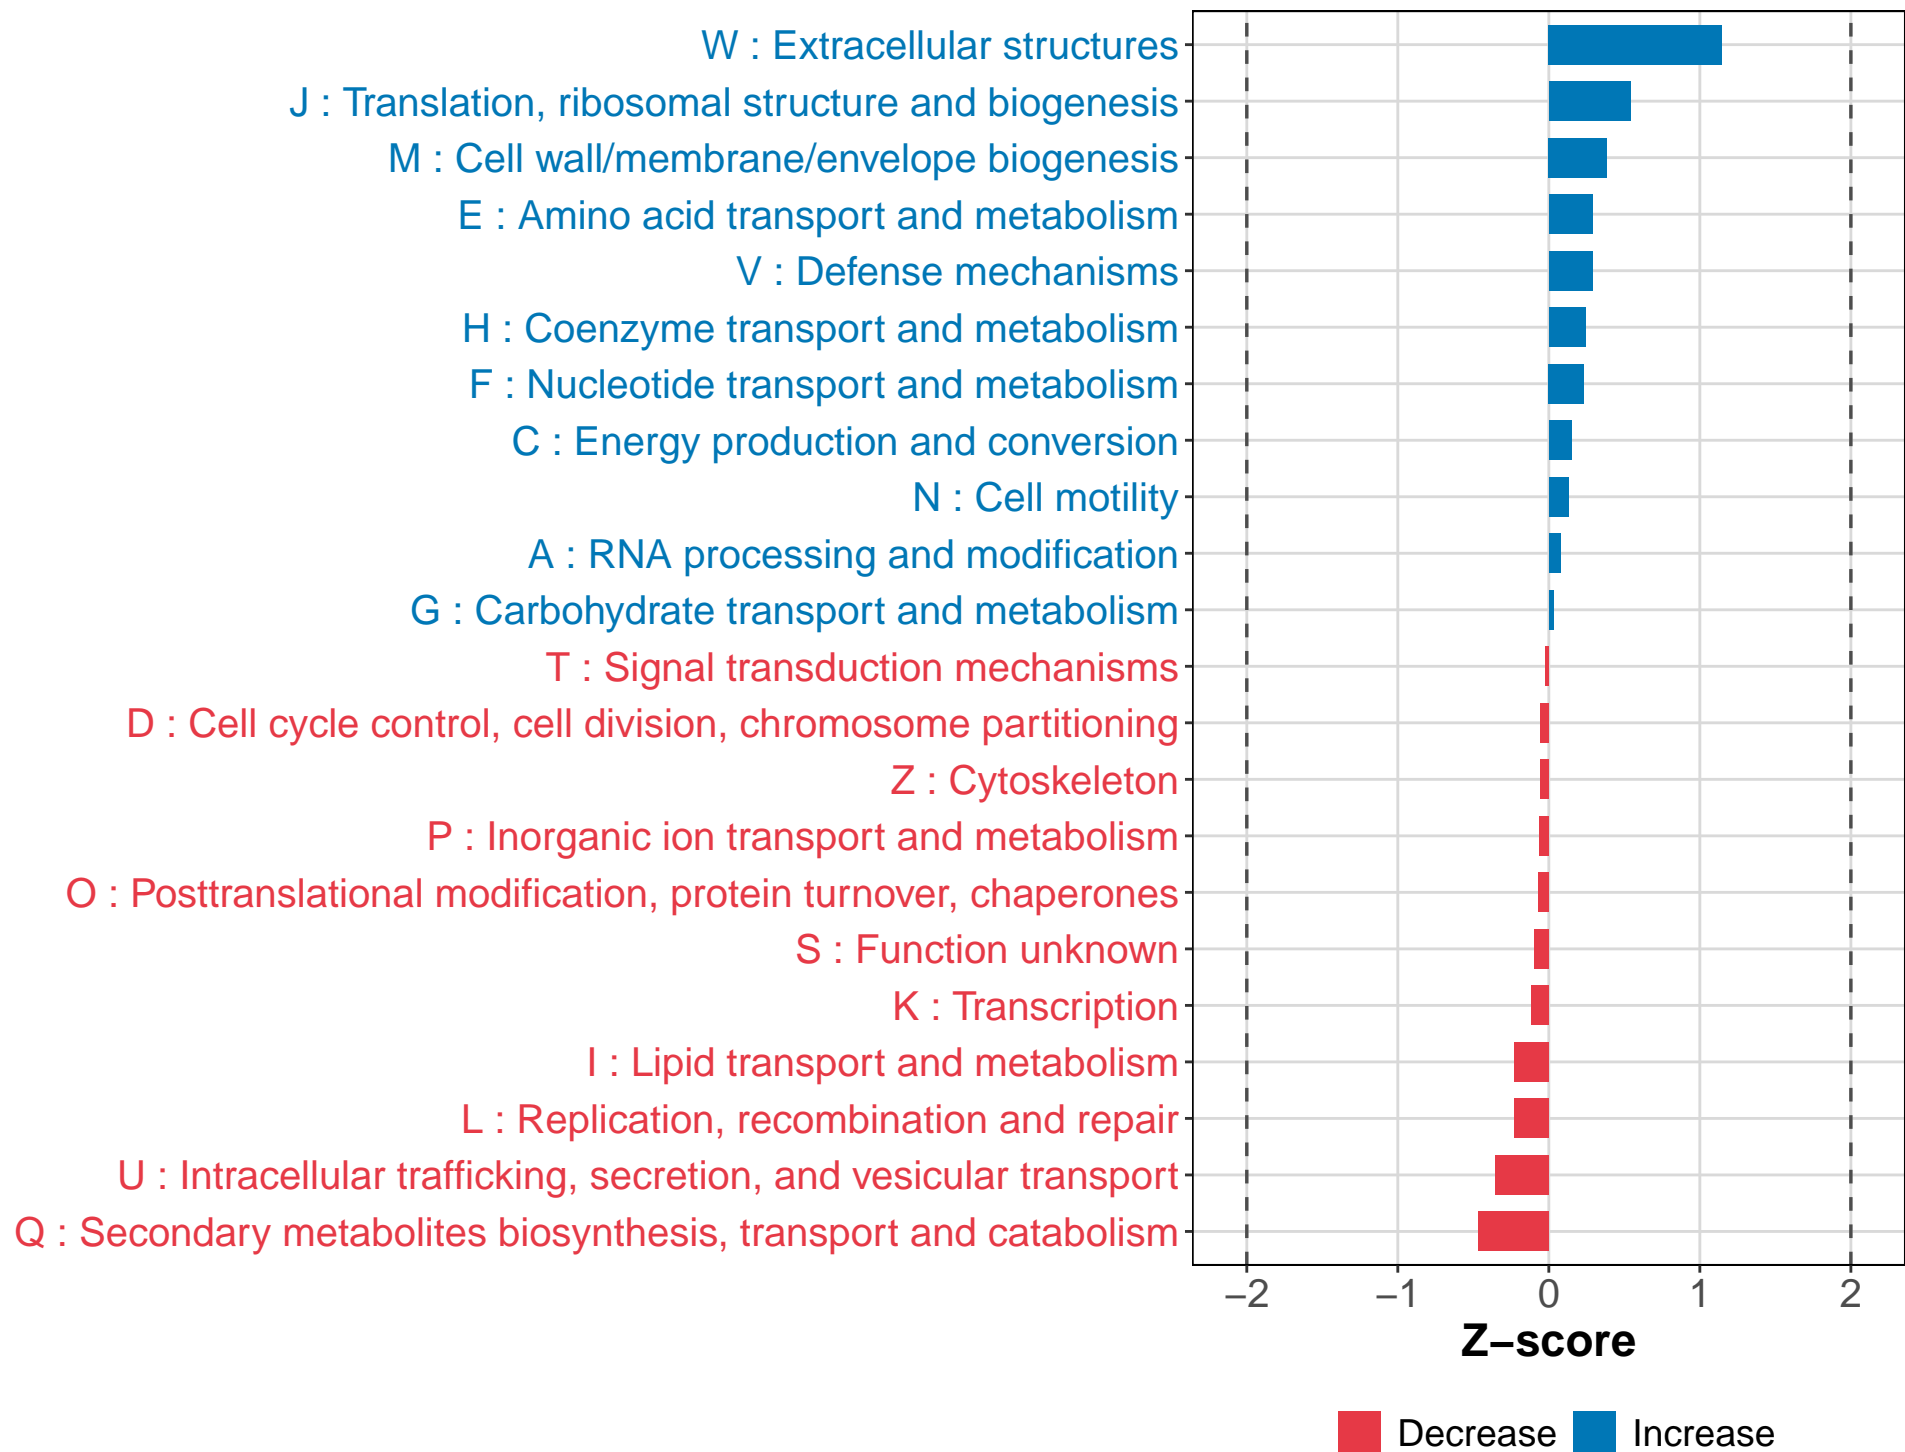 W : Extracellular structures
J : Translation, ribosomal structure and biogenesis
M : Cell wall/membrane/envelope biogenesis
E : Amino acid transport and metabolism
V : Defense mechanisms
H : Coenzyme transport and metabolism
F : Nucleotide transport and metabolism
C : Energy production and conversion
N : Cell motility
A : RNA processing and modification
G : Carbohydrate transport and metabolism
T : Signal transduction mechanisms
D : Cell cycle control, cell division, chromosome partitioning
Z : Cytoskeleton
P : Inorganic ion transport and metabolism
O : Posttranslational modification, protein turnover, chaperones
S : Function unknown
K : Transcription
I : Lipid transport and metabolism
L : Replication, recombination and repair
U : Intracellular trafficking, secretion, and vesicular transport
Q : Secondary metabolites biosynthesis, transport and catabolism
−2 −1 0 1 2
Z−score
Decrease Increase